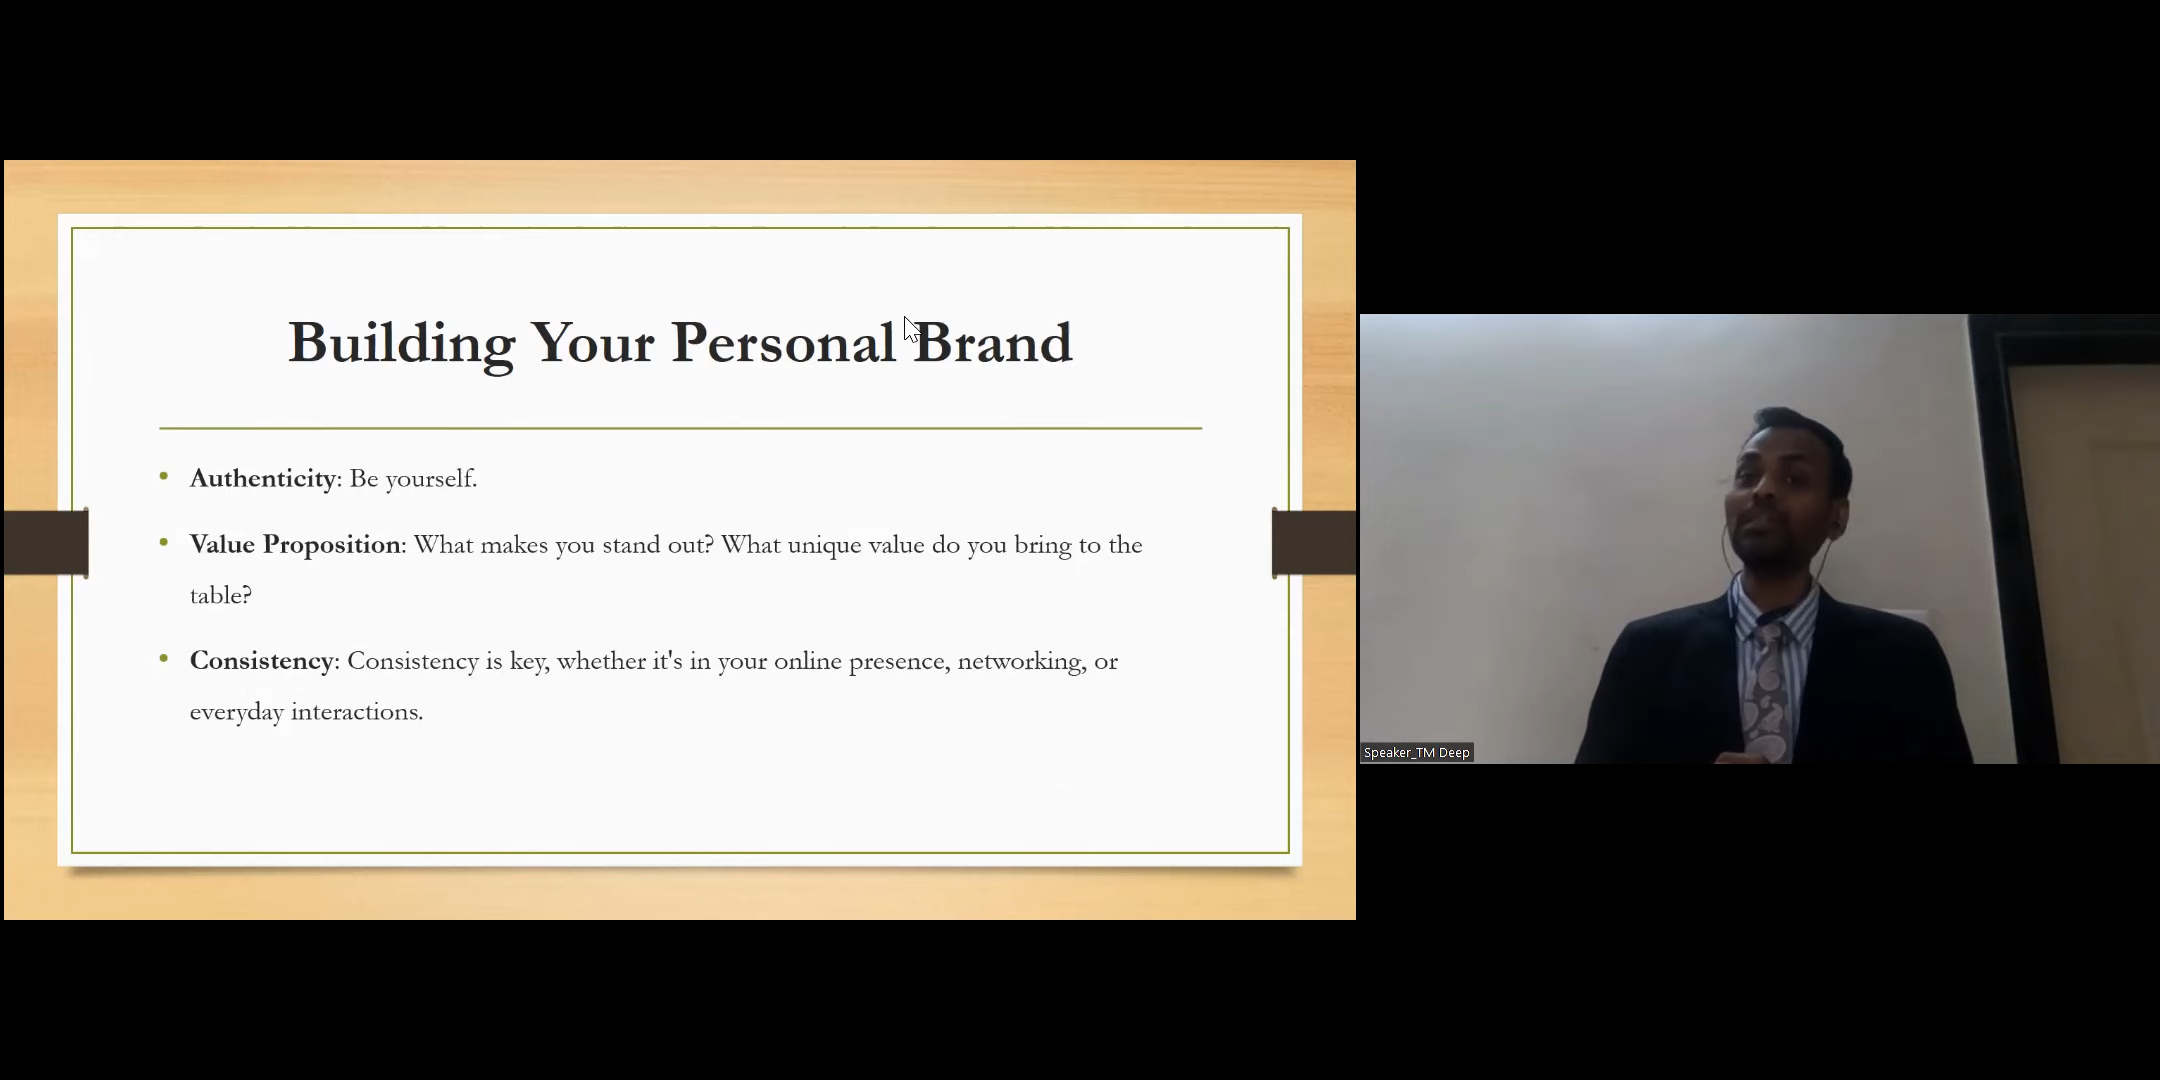 Building Your Personal Brand
• Authenticity: Be yourself.
• Value Proposition: What makes you stand out? What unique value do you bring to the
table?
• Consistency: Consistency is key, whether it's in your online presence, networking, or
everyday interactions.
Speaker_TM Deep